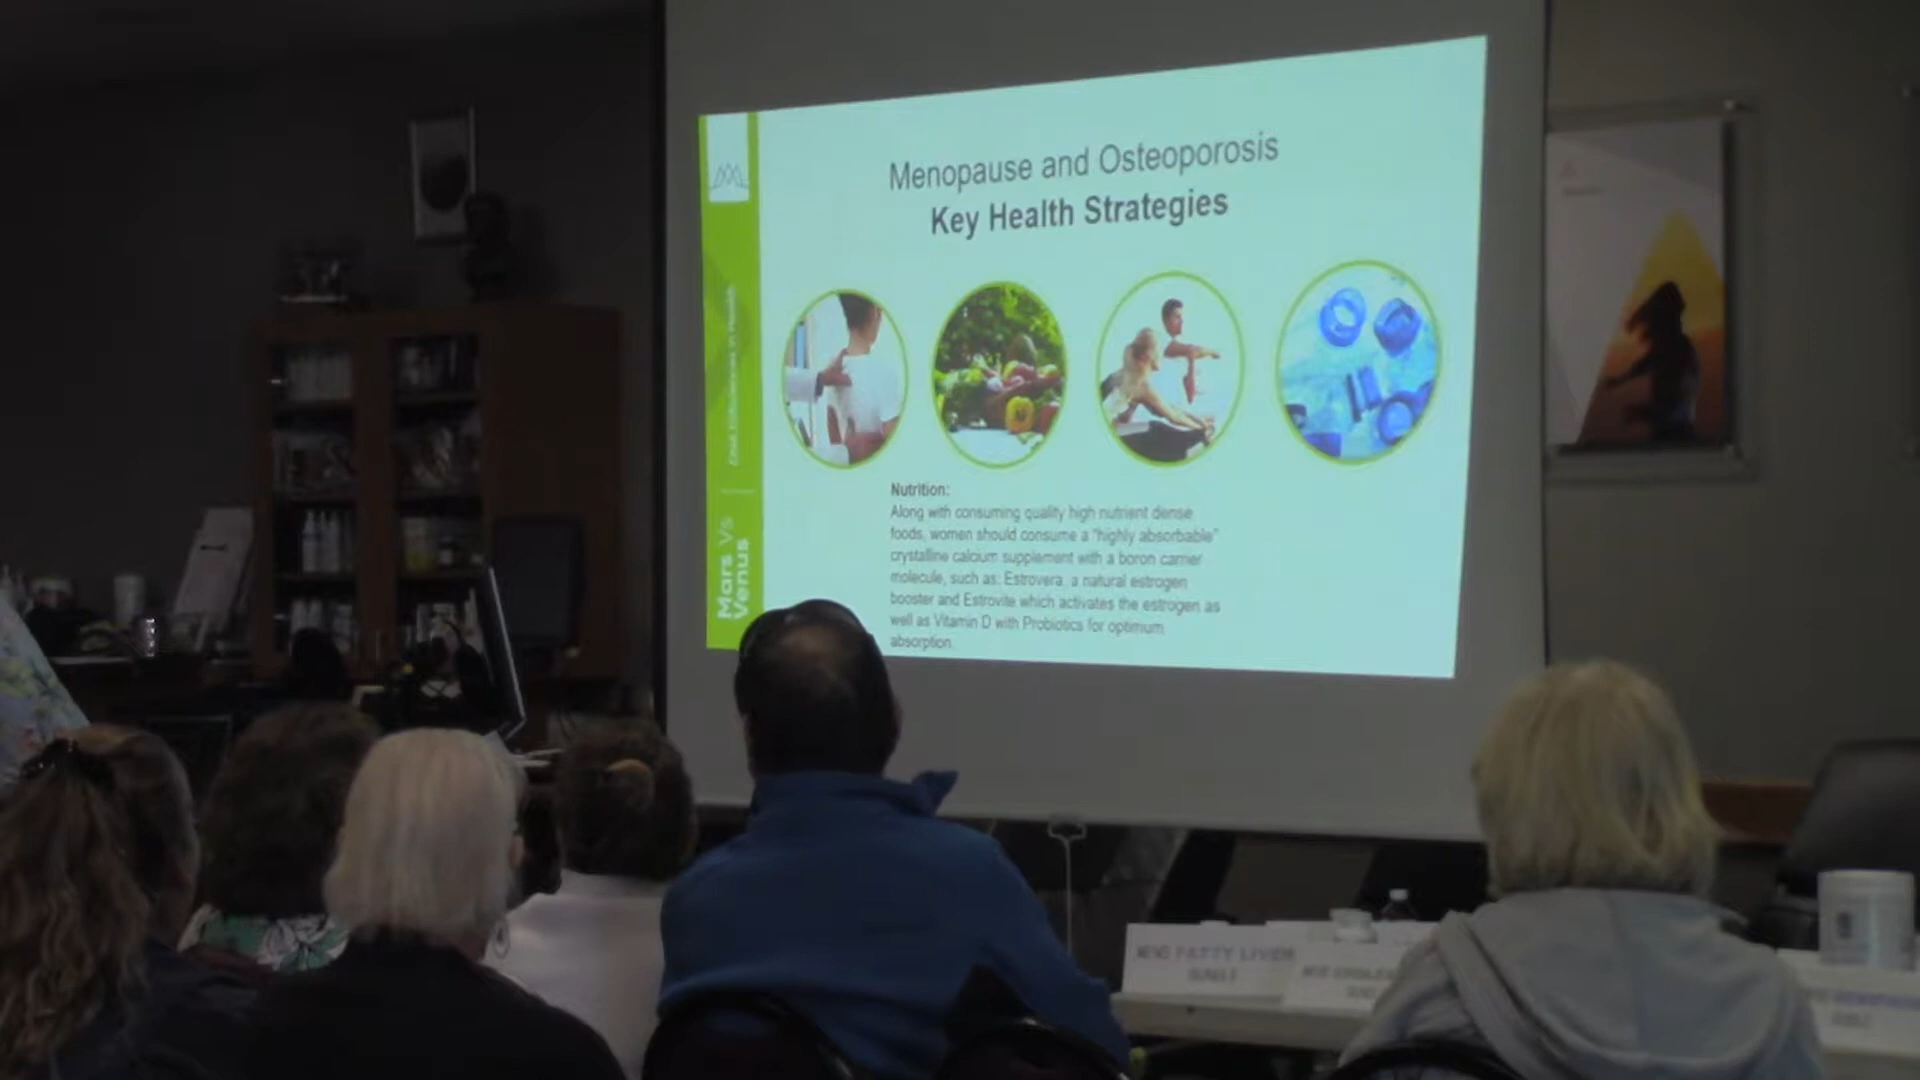 Menopause and Osteoporosis
Key Health Strategies
Nutrition:
Along with consuming quality high nutrient dense
foods, women should consume a "highly absorbable"
crystalline calcium supplement with a boron carrier
molecule, such as: Estrovera, a natural estrogen
booster and Estrovite which activates the estrogen as
well as Vitamin D with Probiotics for optimum
absorption.
Mars Vs
Venus
FATTY LIVER